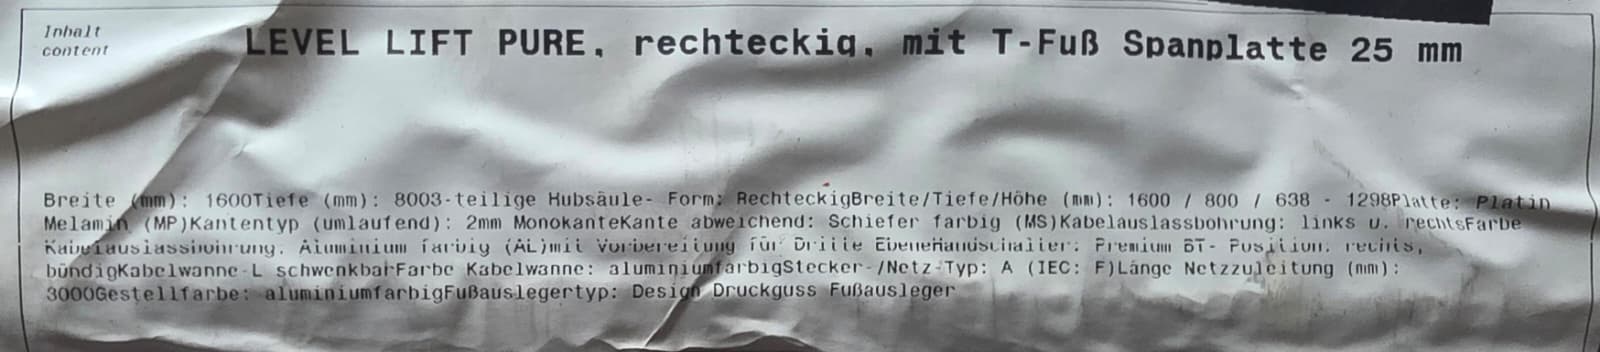 Inhalt
content
LEVEL LIFT PURE, rechteckig, mit T-Fuß Spanplatte 25 mm
Breite (mm): 1600Tiefe (mm): 8003-teilige Hubsäule- Form: RechteckigBreite/Tiefe/Höhe (mm): 1600 / 800 / 638 - 1298Platte: Platin
Melamin (MP)Kantentyp (umlaufend): 2mm MonokanteKante abweichend: Schiefer farbig (MS)Kabelauslassbohrung: links u. rechtsFarbe
Kabelauslassbohrung: Aluminium farbig (AL)mit Vorbereitung für Dritte EbeneHandschalter: Premium BT- Position: rechts,
bündigKabelwanne-L schwenkbarFarbe Kabelwanne: aluminiumfarbigStecker-/Netz-Typ: A (IEC: F)Länge Netzzuleitung (mm):
3000Gestellfarbe: aluminiumfarbigFußauslegertyp: Design Druckguss Fußausleger